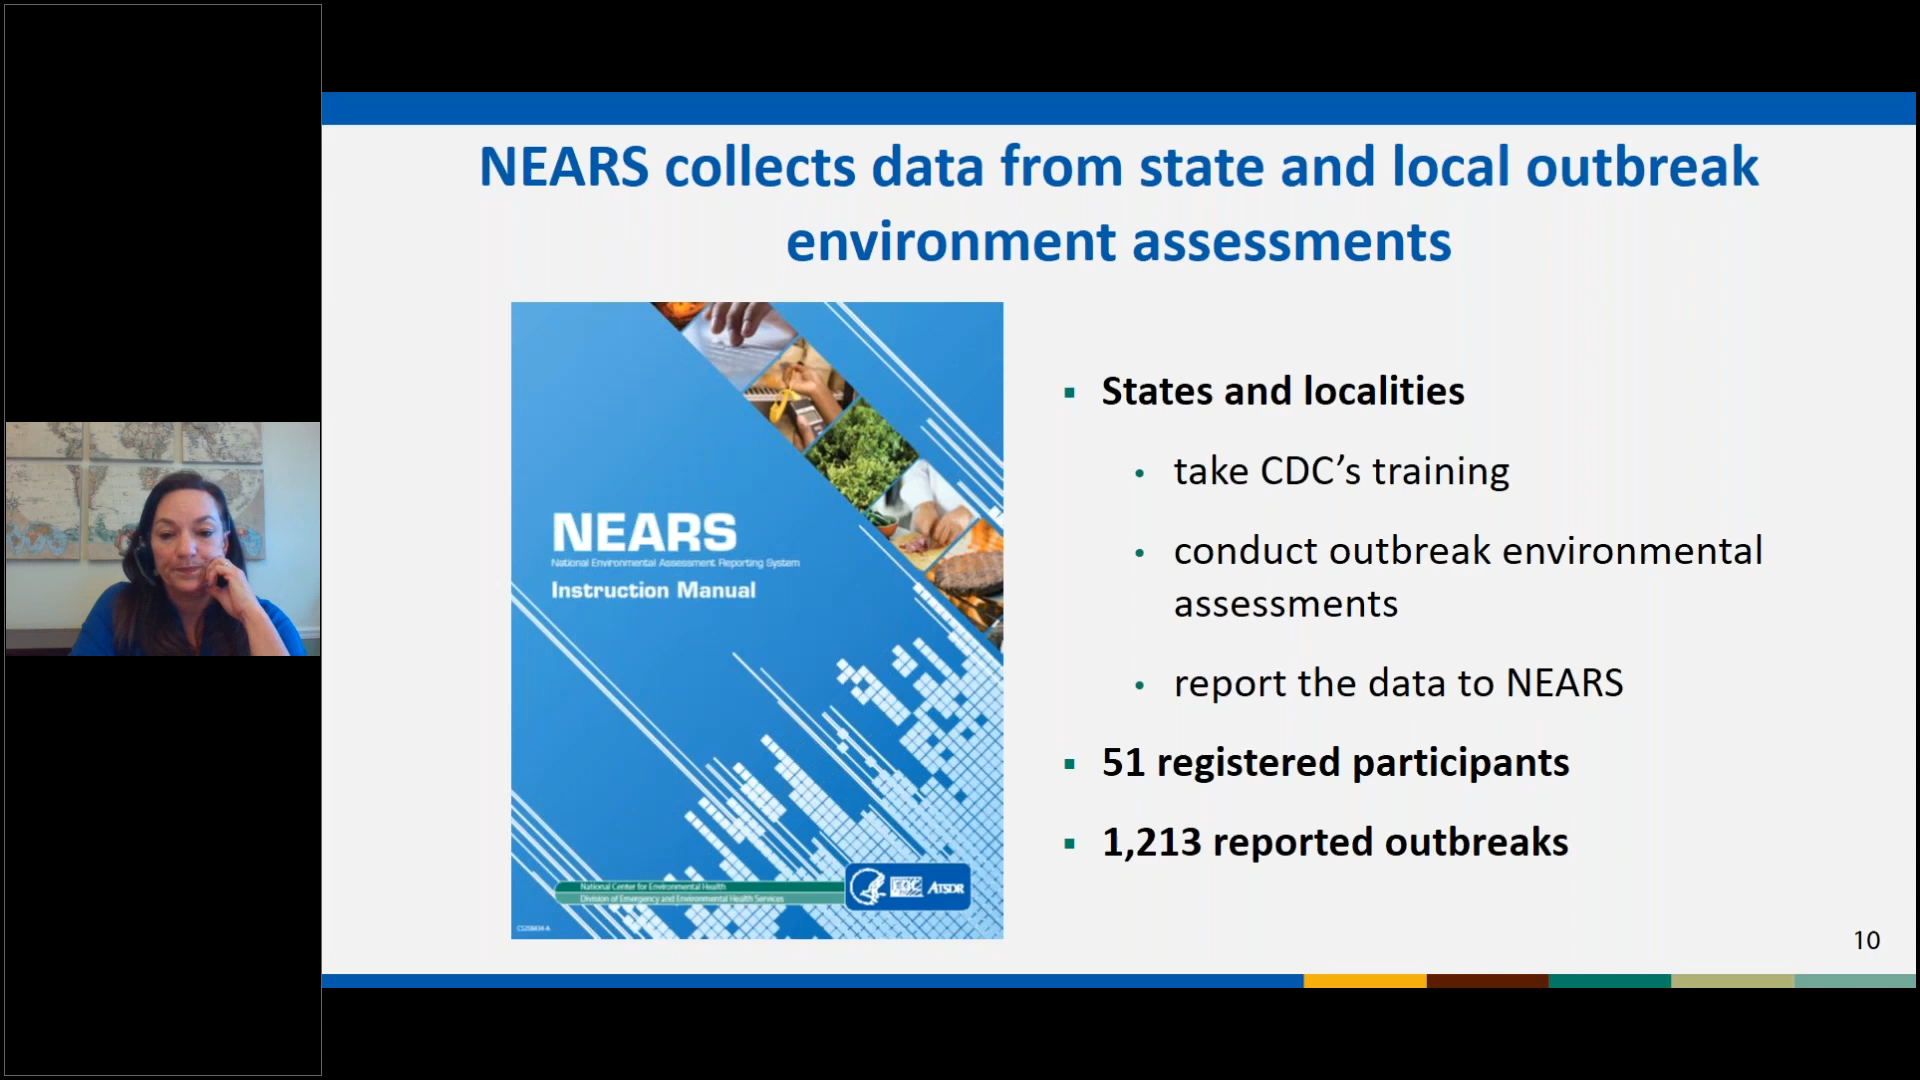 NEARS collects data from state and local outbreak
environment assessments
NEARS
National Environmental Assessment Reporting System
Instruction Manual
National Center for Environmental Health
Division of Emergency and Environmental Health Services
CDC
ATSDR
▪ States and localities
• take CDC’s training
• conduct outbreak environmental
assessments
• report the data to NEARS
▪ 51 registered participants
▪ 1,213 reported outbreaks
10